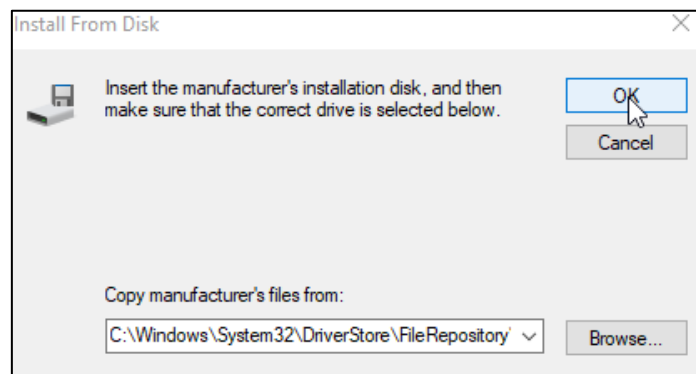 Install From Disk
Insert the manufacturer's installation disk, and then
make sure that the correct drive is selected below.
OK
Cancel
Copy manufacturer's files from:
C:\Windows\System32\DriverStore\FileRepository\
Browse...